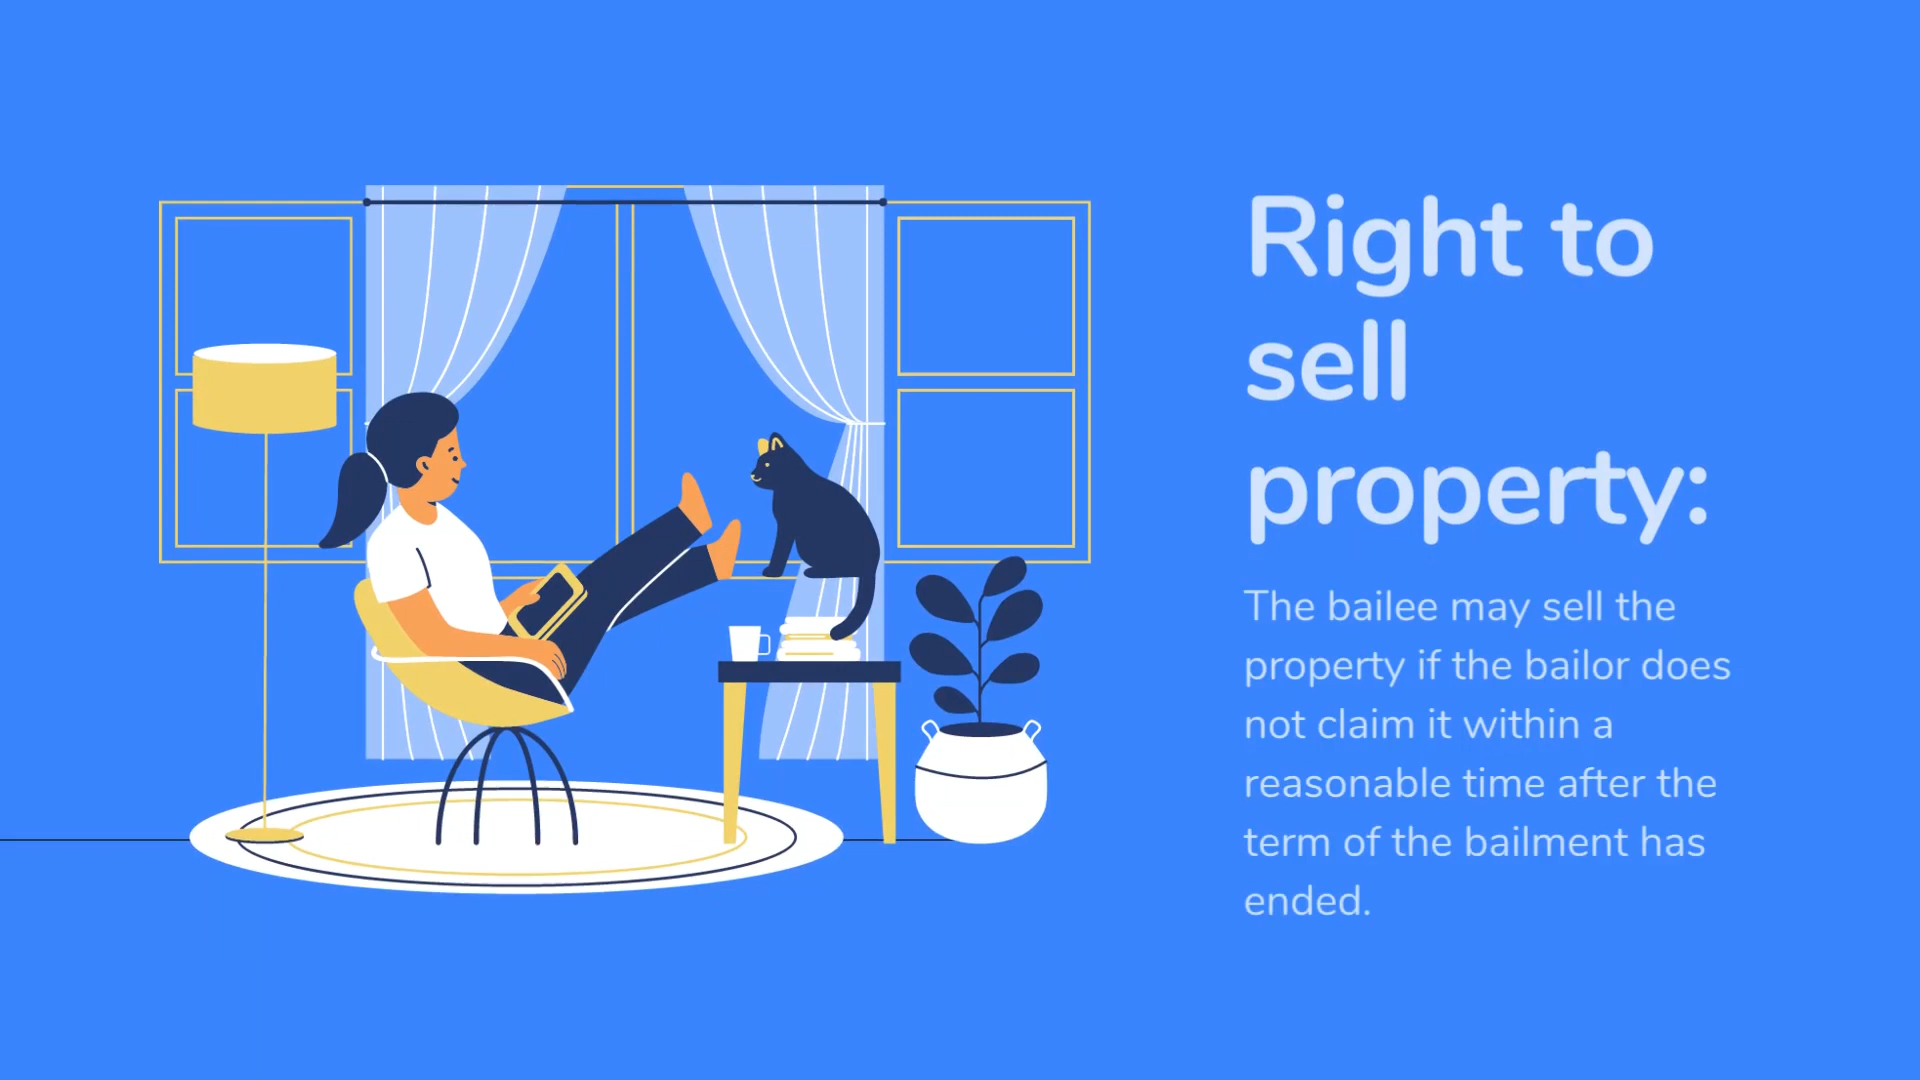 Right to
sell
property:
The bailee may sell the
property if the bailor does
not claim it within a
reasonable time after the
term of the bailment has
ended.